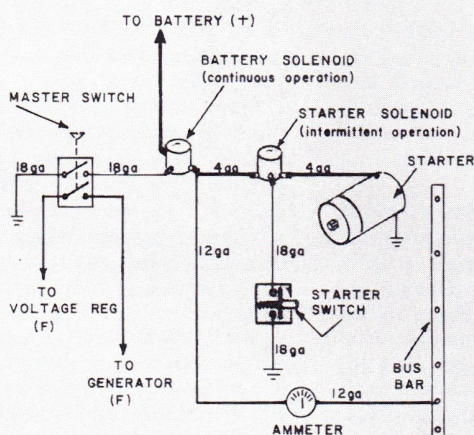 TO BATTERY (+)
BATTERY SOLENOID
(continuous operation)
MASTER SWITCH
STARTER SOLENOID
(intermittent operation)
STARTER
18ga
18ga
4ga
4ga
12ga
18ga
TO
VOLTAGE REG
(F)
STARTER
SWITCH
18ga
TO
GENERATOR
(F)
BUS
BAR
12ga
AMMETER